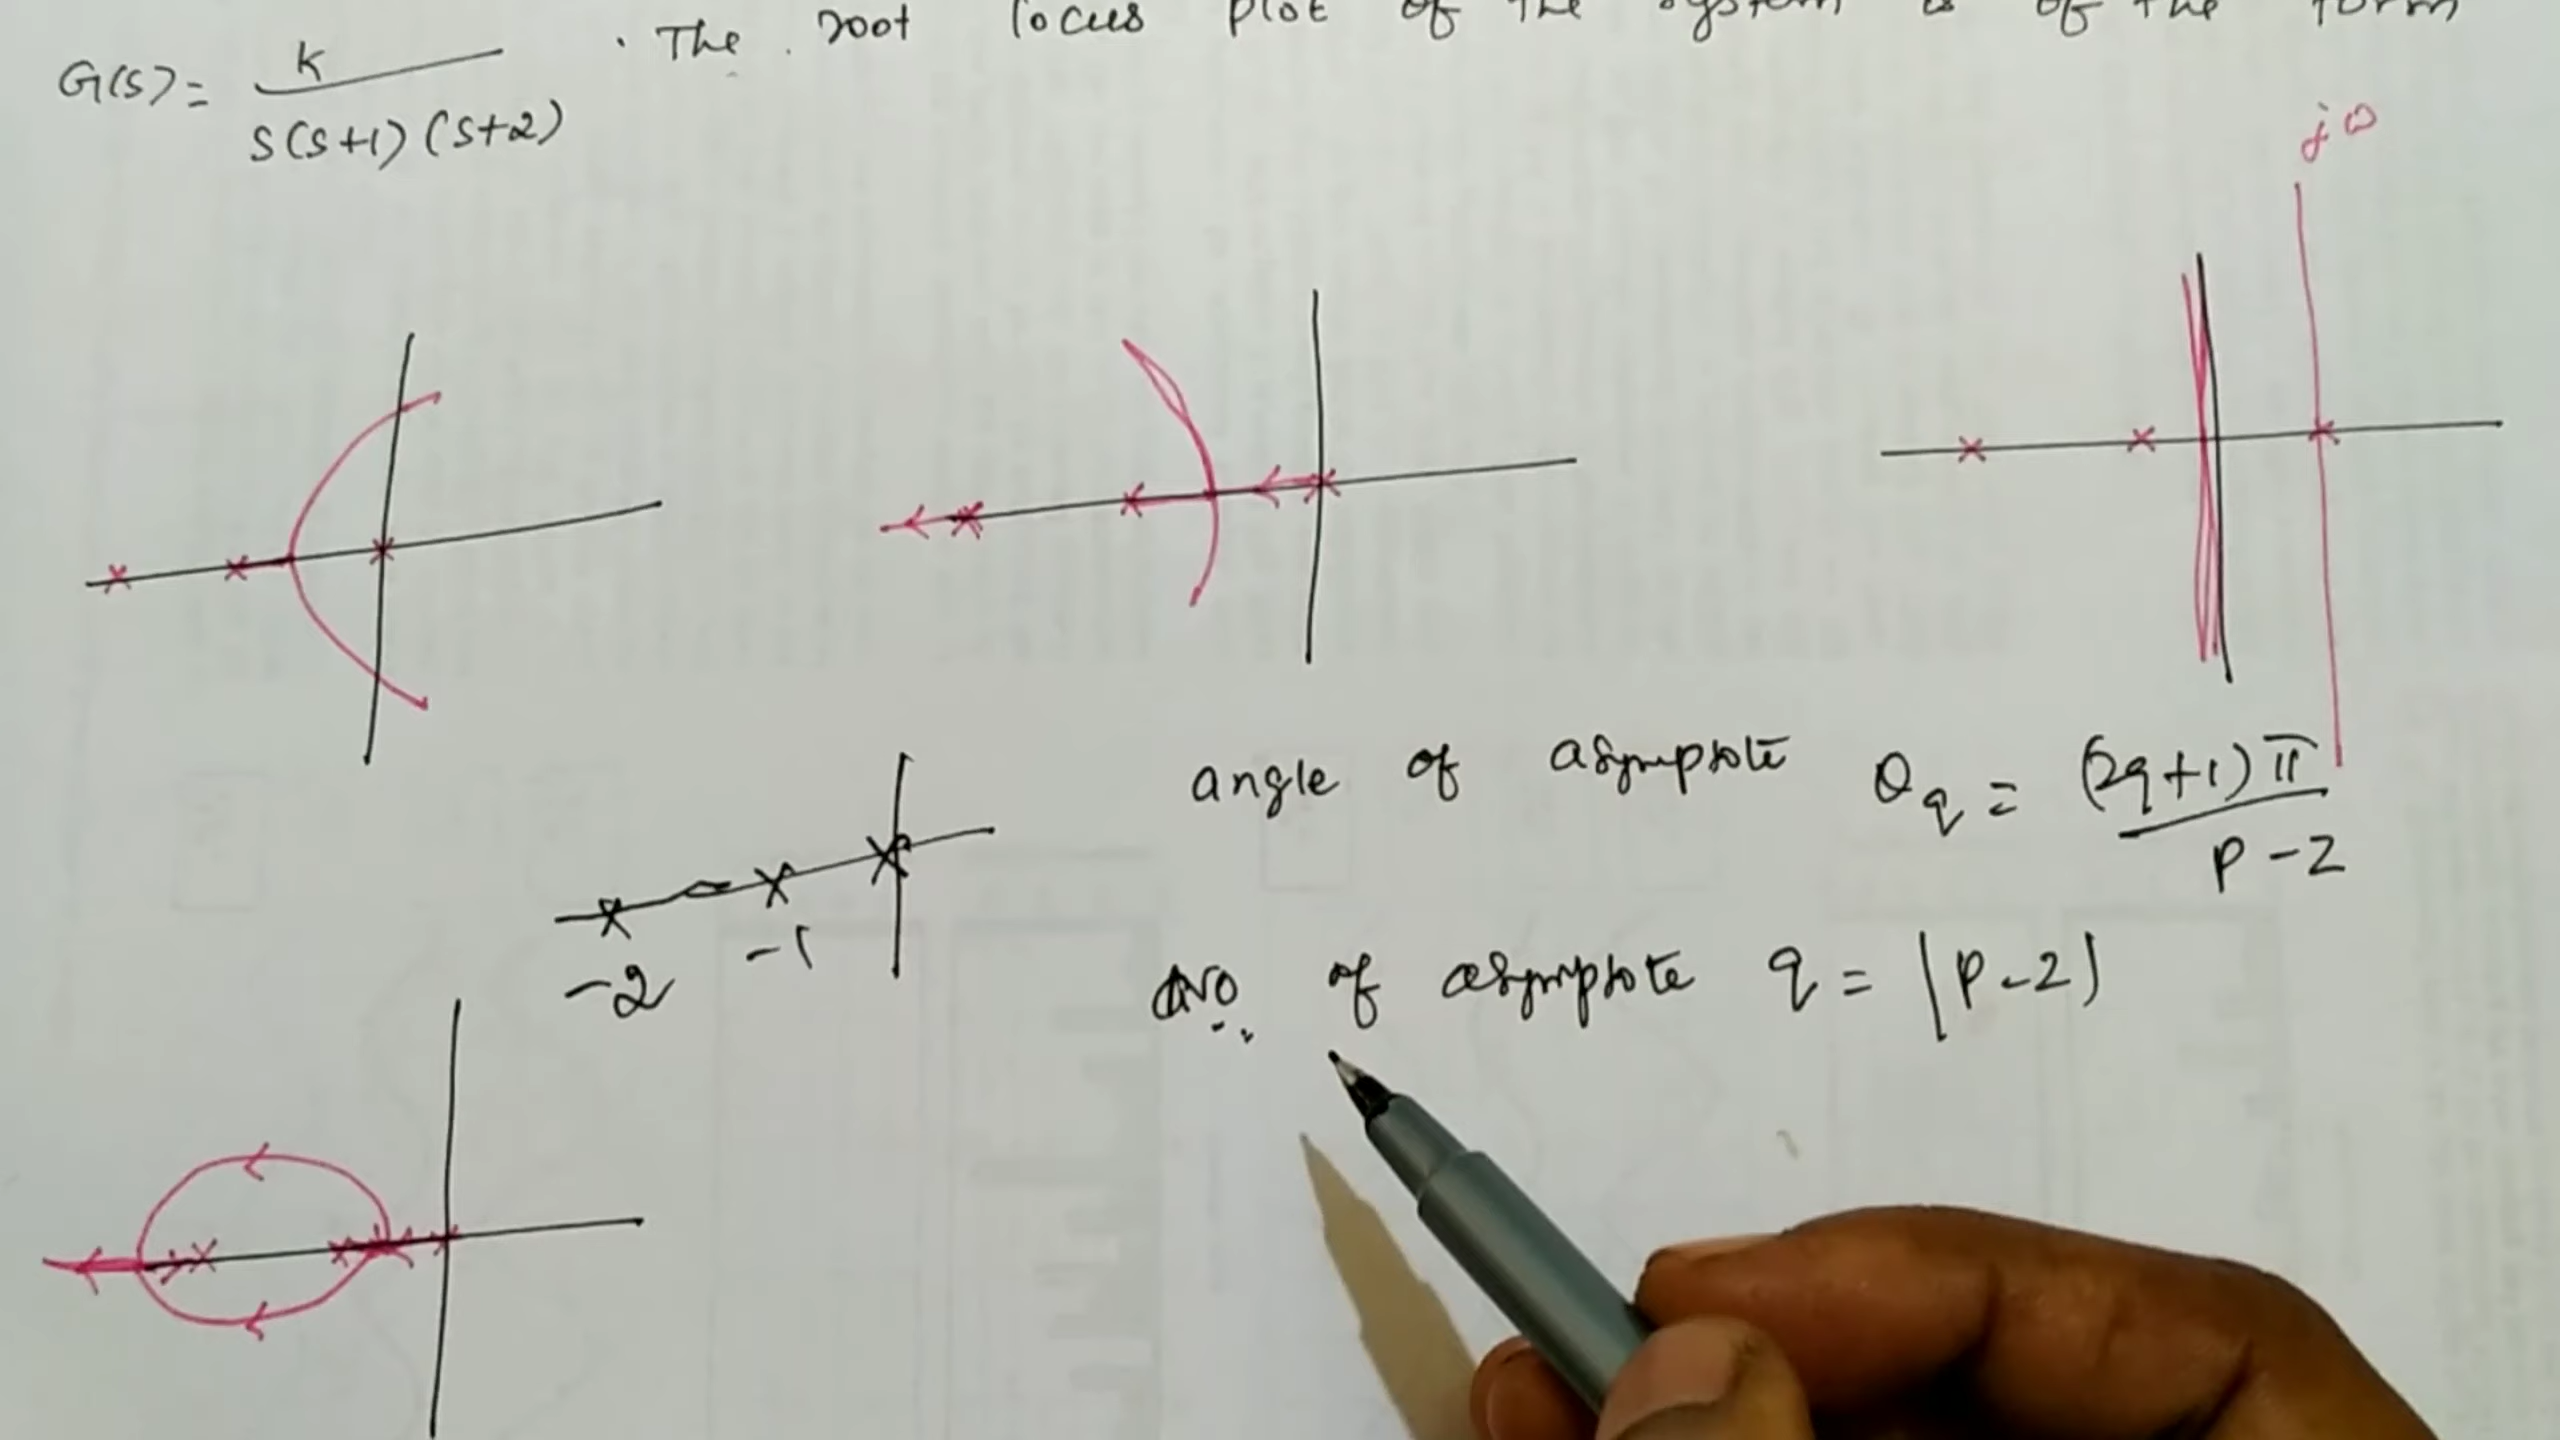 . The root locus plot of the system is of the form
G(s) = K
s(s+1)(s+2)
jω
angle of asymptote θq = (2q+1)π
P-Z
-1
-2
No. of asymptote q = |P-Z|